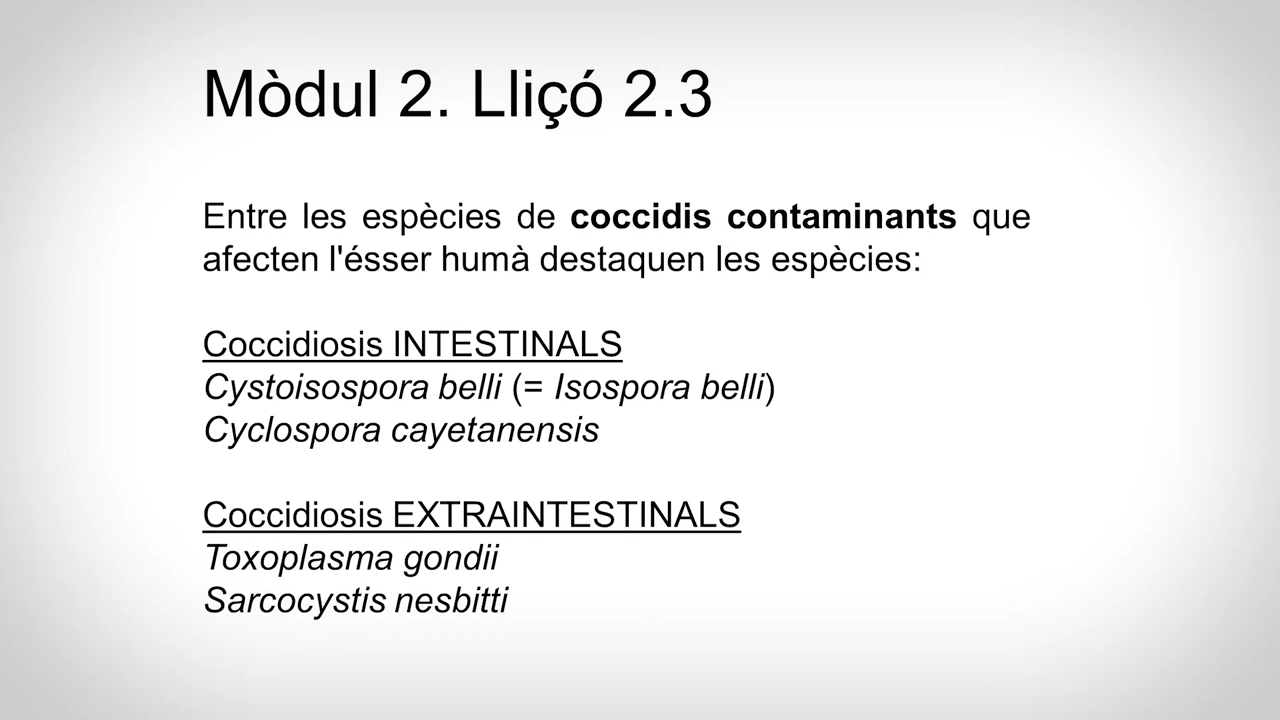 Mòdul 2. Lliçó 2.3
Entre les espècies de coccidis contaminants que
afecten l'ésser humà destaquen les espècies:
Coccidiosis INTESTINALS
Cystoisospora belli (= Isospora belli)
Cyclospora cayetanensis
Coccidiosis EXTRAINTESTINALS
Toxoplasma gondii
Sarcocystis nesbitti